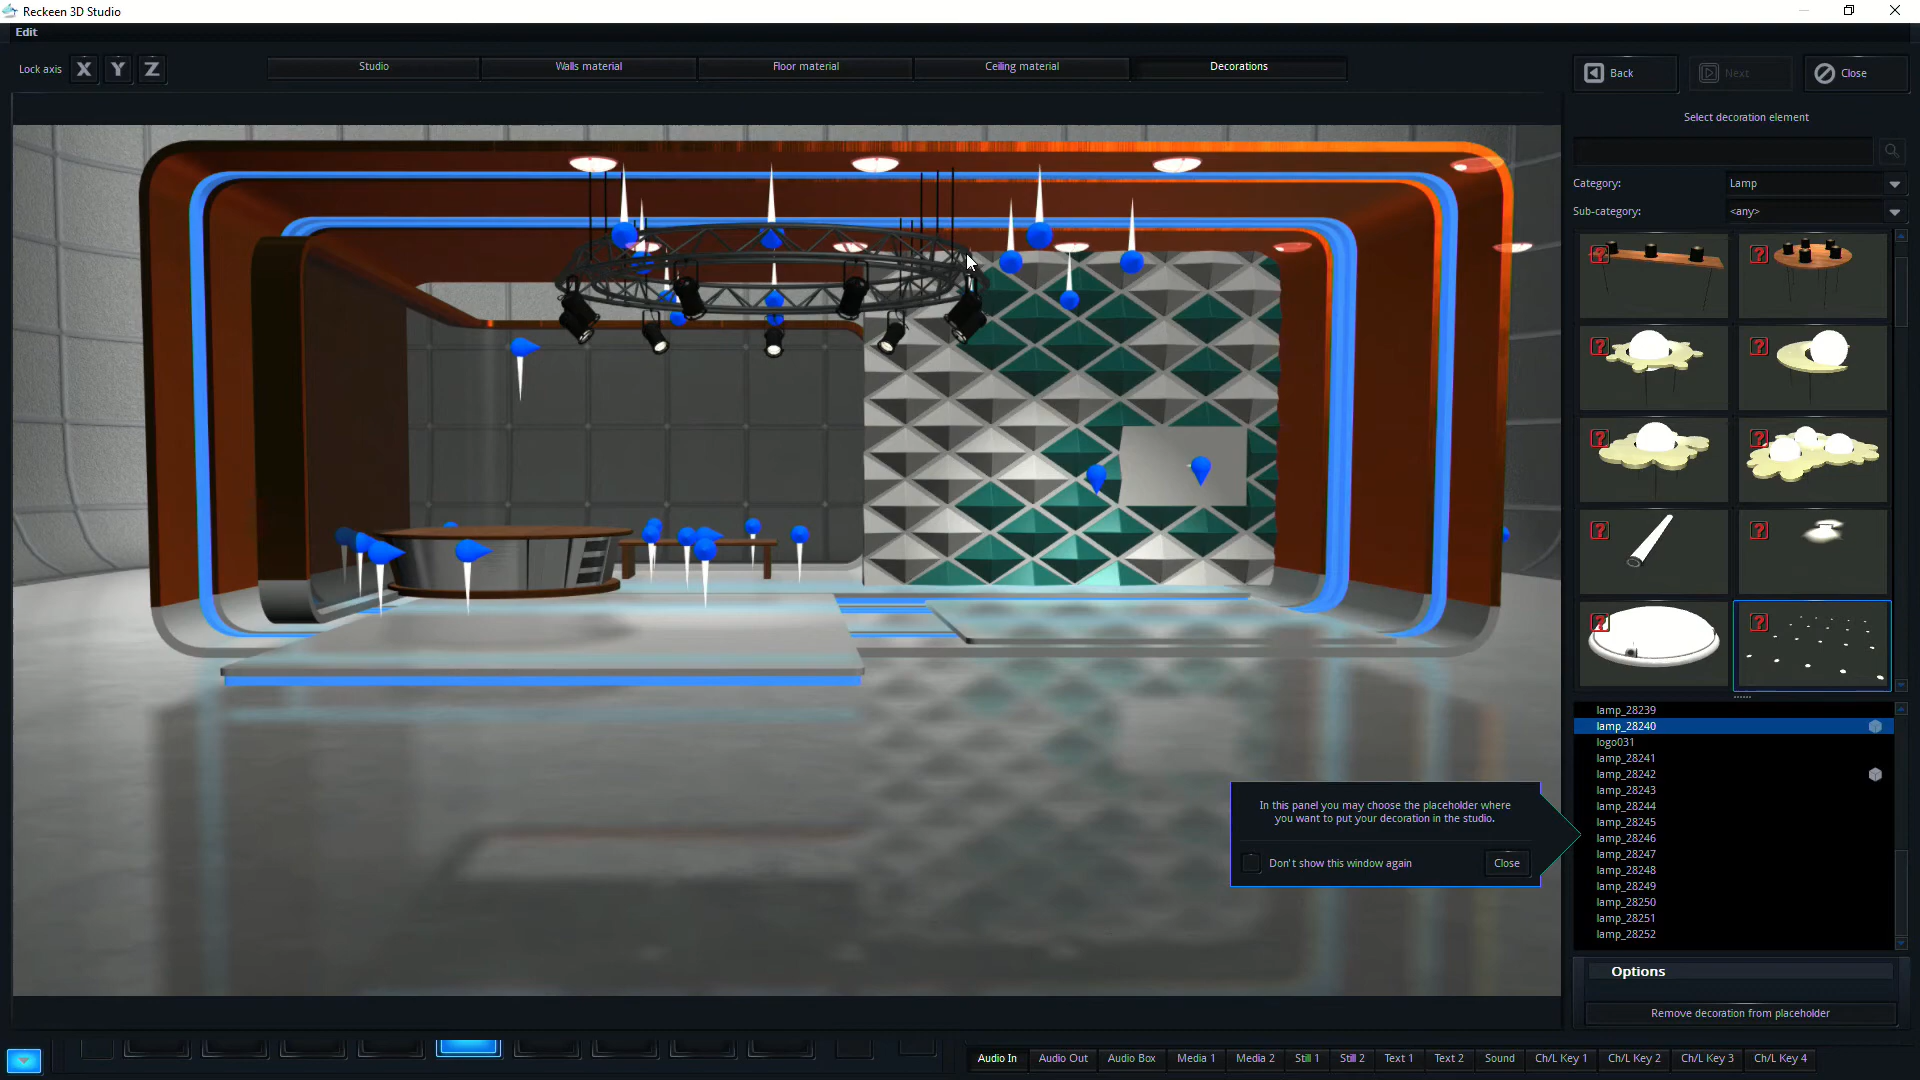 Reckeen 3D Studio
Edit
Lock axis X Y Z
Studio
Walls material
Floor material
Ceiling material
Decorations
Back
Next
Close
Select decoration element
Category: Lamp
Sub-category: <any>
?
?
?
?
?
?
?
?
?
?
lamp_28239
lamp_28240
logo031
lamp_28241
lamp_28242
lamp_28243
lamp_28244
lamp_28245
lamp_28246
lamp_28247
lamp_28248
lamp_28249
lamp_28250
lamp_28251
lamp_28252
In this panel you may choose the placeholder where
you want to put your decoration in the studio.
Don't show this window again
Close
Options
Remove decoration from placeholder
Audio In
Audio Out
Audio Box
Media 1
Media 2
Still 1
Still 2
Text 1
Text 2
Sound
Ch/L Key 1
Ch/L Key 2
Ch/L Key 3
Ch/L Key 4